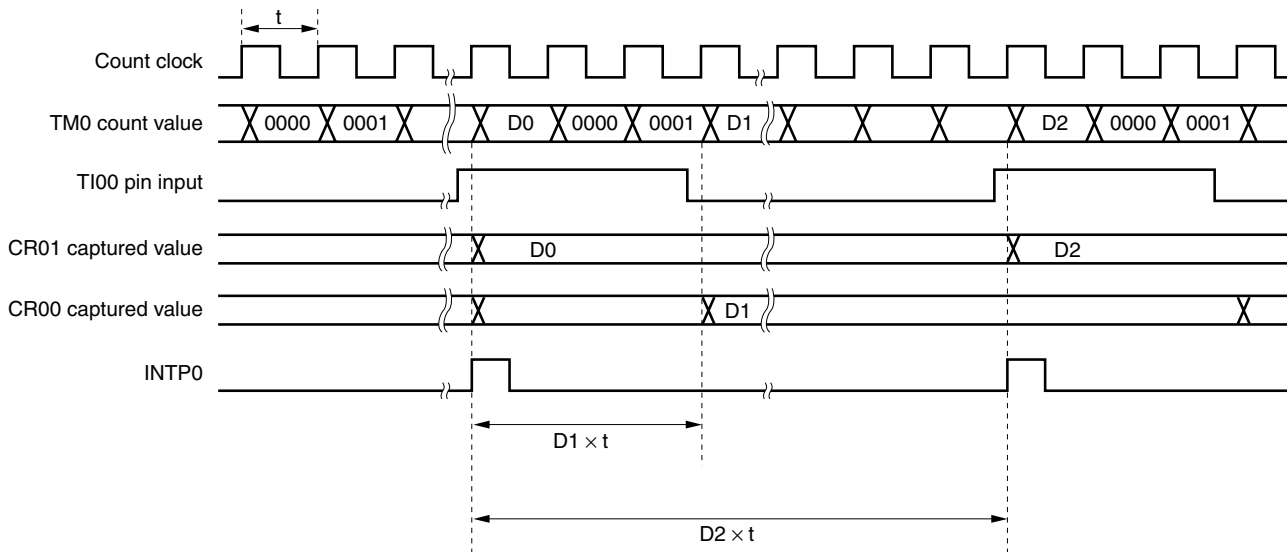 t
Count clock
TM0 count value 0000 0001 D0 0000 0001 D1 D2 0000 0001
TI00 pin input
CR01 captured value D0 D2
CR00 captured value D1
INTP0
D1 × t
D2 × t